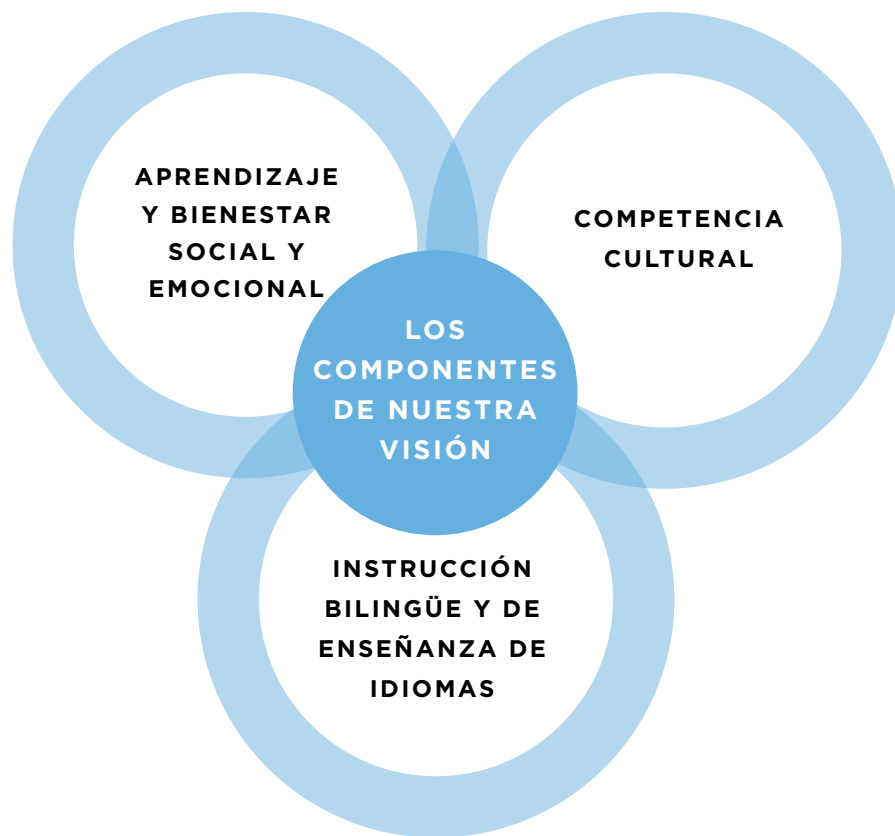 APRENDIZAJE
Y BIENESTAR
SOCIAL Y
EMOCIONAL
COMPETENCIA
CULTURAL
LOS
COMPONENTES
DE NUESTRA
VISIÓN
INSTRUCCIÓN
BILINGÜE Y DE
ENSEÑANZA DE
IDIOMAS